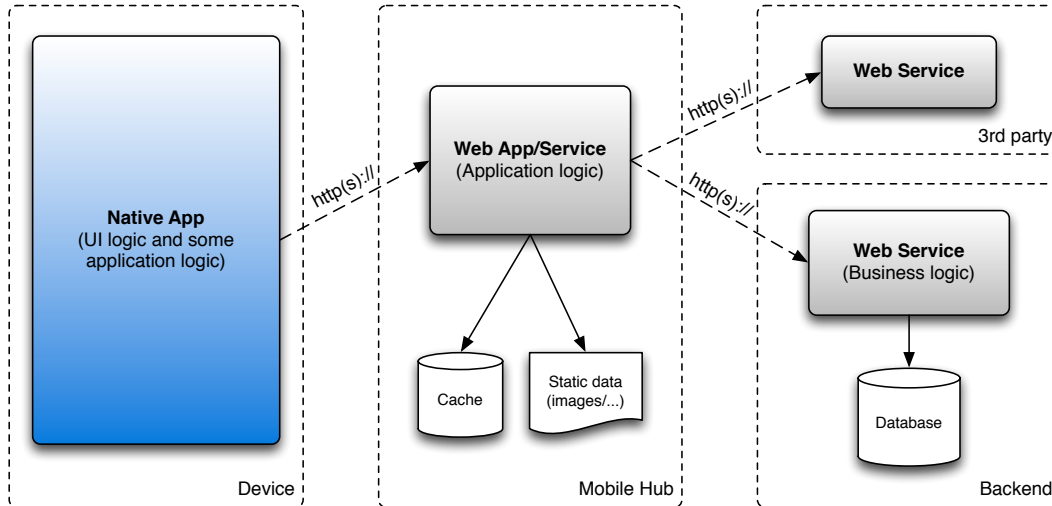 Native App
(UI logic and some
application logic)
Device
http(s)://
Web App/Service
(Application logic)
Cache
Static data
(images/...)
Mobile Hub
http(s)://
http(s)://
Web Service
3rd party
Web Service
(Business logic)
Database
Backend